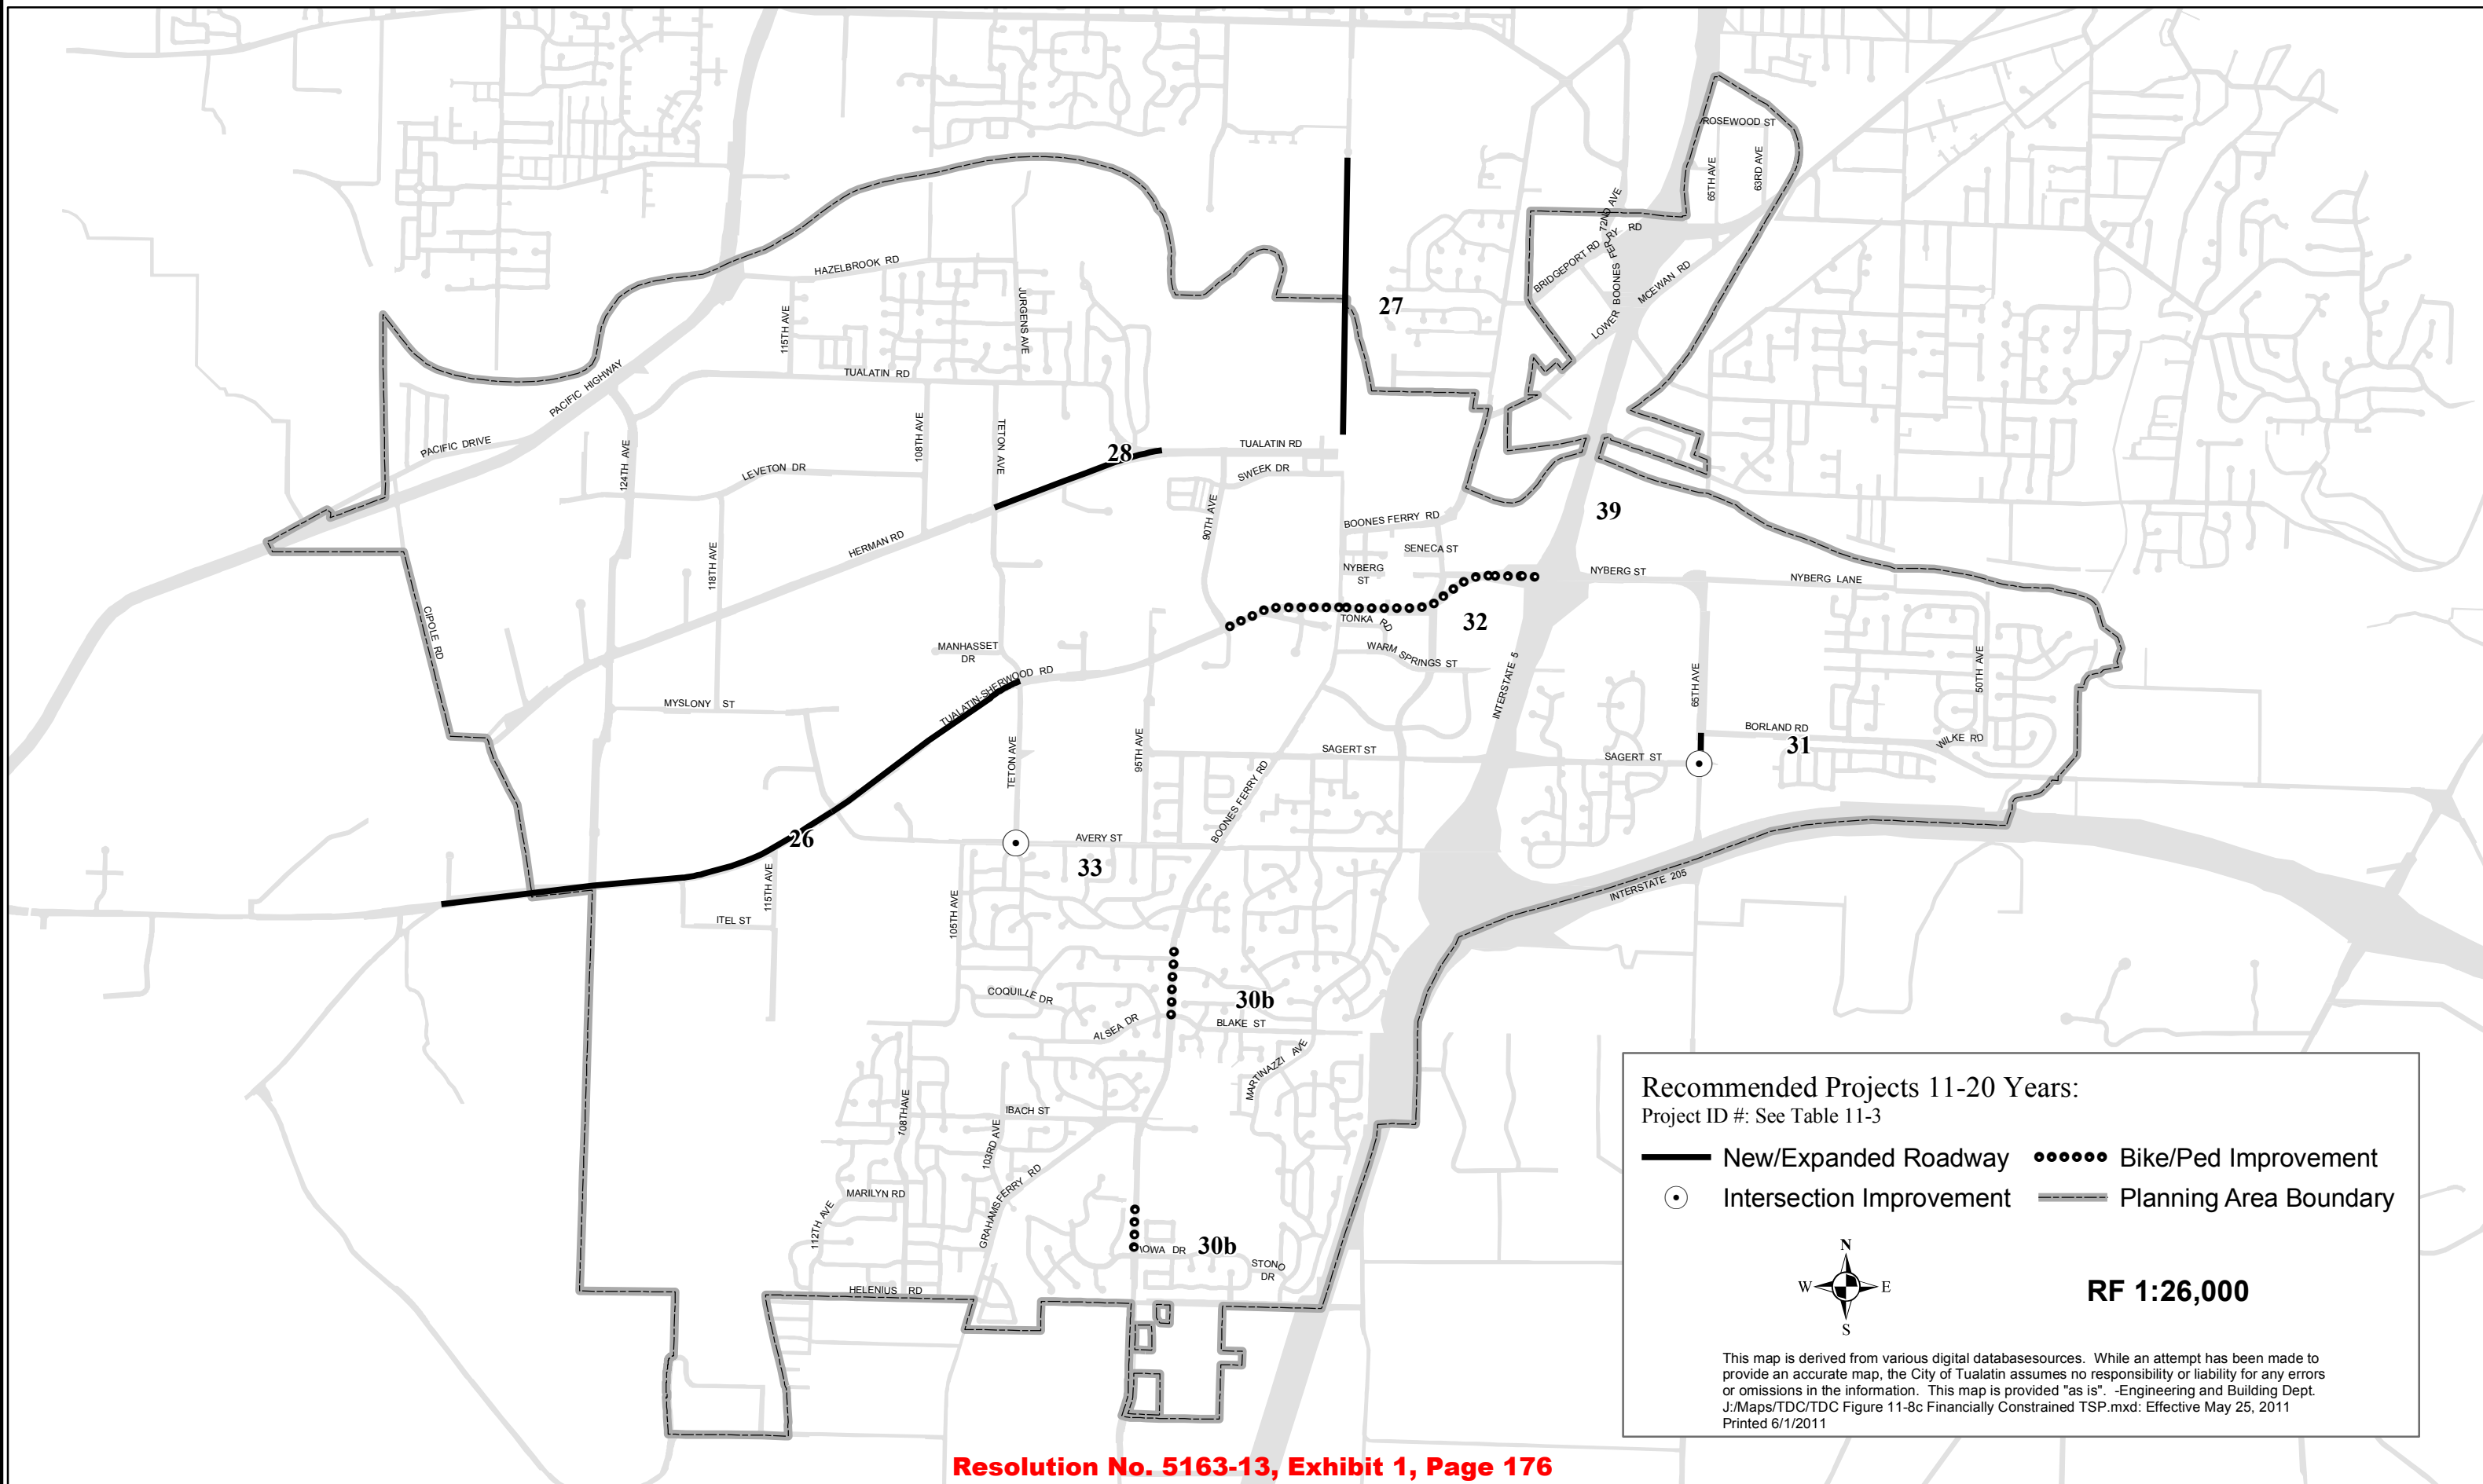 ROSEWOOD ST
65TH AVE
63RD AVE
72ND AVE
BRIDGEPORT RD
LOWER BOONES FERRY RD
MCEWAN RD
HAZELBROOK RD
115TH AVE
JURGENS AVE
27
TUALATIN RD
PACIFIC HIGHWAY
PACIFIC DRIVE
124TH AVE
108TH AVE
TETON AVE
28
TUALATIN RD
LEVETON DR
SWEEK DR
90TH AVE
BOONES FERRY RD
39
HERMAN RD
118TH AVE
SENECA ST
NYBERG
ST
NYBERG ST
NYBERG LANE
CIPOLE RD
TONKA RD
32
WARM SPRINGS ST
MANHASSET
DR
TUALATIN-SHERWOOD RD
INTERSTATE 5
65TH AVE
50TH AVE
MYSLONY ST
TETON AVE
95TH AVE
SAGERT ST
SAGERT ST
BORLAND RD
31
WILKE RD
BOONES FERRY RD
26
AVERY ST
33
115TH AVE
105TH AVE
ITEL ST
INTERSTATE 205
COQUILLE DR
ALSEA DR
30b
BLAKE ST
MARTINAZZI AVE
108TH AVE
IBACH ST
103RD AVE
GRAHAMS FERRY RD
MARILYN RD
112TH AVE
IOWA DR
30b
STONO
DR
HELENIUS RD
Recommended Projects 11-20 Years:
Project ID #: See Table 11-3
New/Expanded Roadway
Bike/Ped Improvement
Intersection Improvement
Planning Area Boundary
N
W
E
S
RF 1:26,000
This map is derived from various digital databasesources. While an attempt has been made to
provide an accurate map, the City of Tualatin assumes no responsibility or liability for any errors
or omissions in the information. This map is provided "as is". -Engineering and Building Dept.
J:/Maps/TDC/TDC Figure 11-8c Financially Constrained TSP.mxd: Effective May 25, 2011
Printed 6/1/2011
Resolution No. 5163-13, Exhibit 1, Page 176